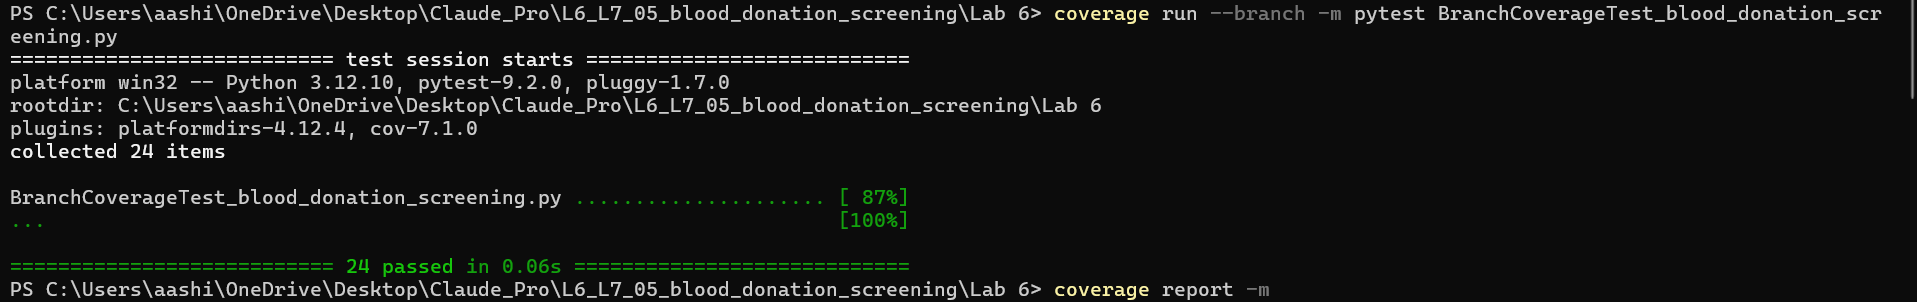 PS C:\Users\aashi\OneDrive\Desktop\Claude_Pro\L6_L7_05_blood_donation_screening\Lab 6> coverage run --branch -m pytest BranchCoverageTest_blood_donation_scr
eening.py
=========================== test session starts ===========================
platform win32 -- Python 3.12.10, pytest-9.2.0, pluggy-1.7.0
rootdir: C:\Users\aashi\OneDrive\Desktop\Claude_Pro\L6_L7_05_blood_donation_screening\Lab 6
plugins: platformdirs-4.12.4, cov-7.1.0
collected 24 items
BranchCoverageTest_blood_donation_screening.py ..................... [ 87%]
...                                                                  [100%]
=========================== 24 passed in 0.06s ============================
PS C:\Users\aashi\OneDrive\Desktop\Claude_Pro\L6_L7_05_blood_donation_screening\Lab 6> coverage report -m